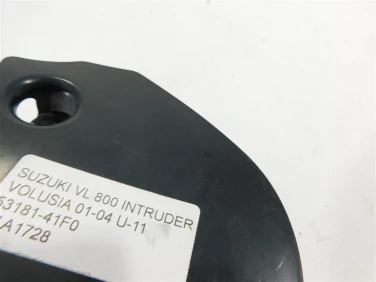 SUZUKI VL 800 INTRUDER
VOLUSIA 01-04 U-11
53181-41F0
A1728